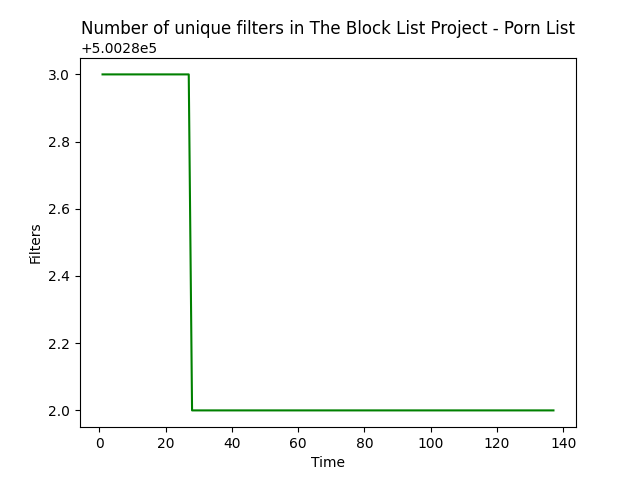 Number of unique filters in The Block List Project - Porn List
+5.0028e5
3.0
2.8
2.6
2.4
2.2
2.0
Filters
0 20 40 60 80 100 120 140
Time